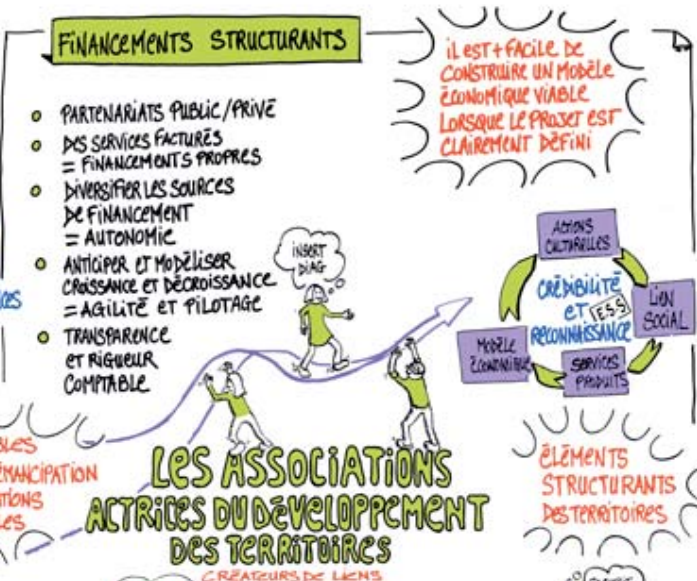 FINANCEMENTS STRUCTURANTS
PARTENARIATS PUBLIC/PRIVÉ
DES SERVICES FACTURÉS
= FINANCEMENTS PROPRES
DIVERSIFIER LES SOURCES
DE FINANCEMENT
= AUTONOMIE
ANTICIPER ET MODÉLISER
CROISSANCE ET DÉCROISSANCE
= AGILITÉ ET PILOTAGE
TRANSPARENCE
ET RIGUEUR
COMPTABLE
IL EST + FACILE DE
CONSTRUIRE UN MODÈLE
ÉCONOMIQUE VIABLE
LORSQUE LE PROJET EST
CLAIREMENT DÉFINI
INSERT
DIAG
ACTIONS
CULTURELLES
CRÉDIBILITÉ
ET
RECONNAISSANCE
E.S.S
LIEN
SOCIAL
MODÈLE
ÉCONOMIQUE
SERVICES
PRODUITS
ÉMANCIPATION
LES ASSOCIATIONS
ACTRICES DU DÉVELOPPEMENT
DES TERRITOIRES
CRÉATEURS DE LIENS
ÉLÉMENTS
STRUCTURANTS
DES TERRITOIRES